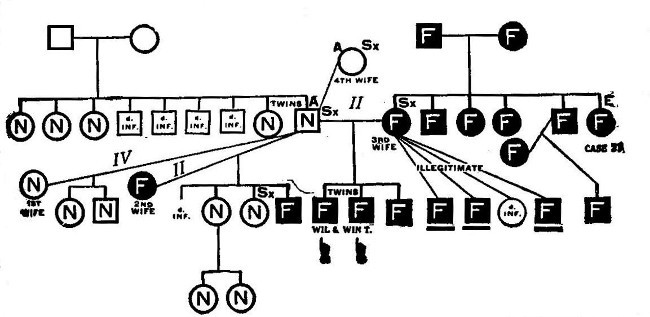 F F
A Sx
4TH WIFE
TWINS A Sx II Sx E
N N N d. INF. d. INF. d. INF. d. INF. N N F F F F F F
3RD WIFE
CASE
F
IV II ILLEGITIMATE
N F TWINS
1ST WIFE N N 2ND WIFE d. INF. N N Sx F F F F F F F d. INF. F F
WIL & WIN T.
N N